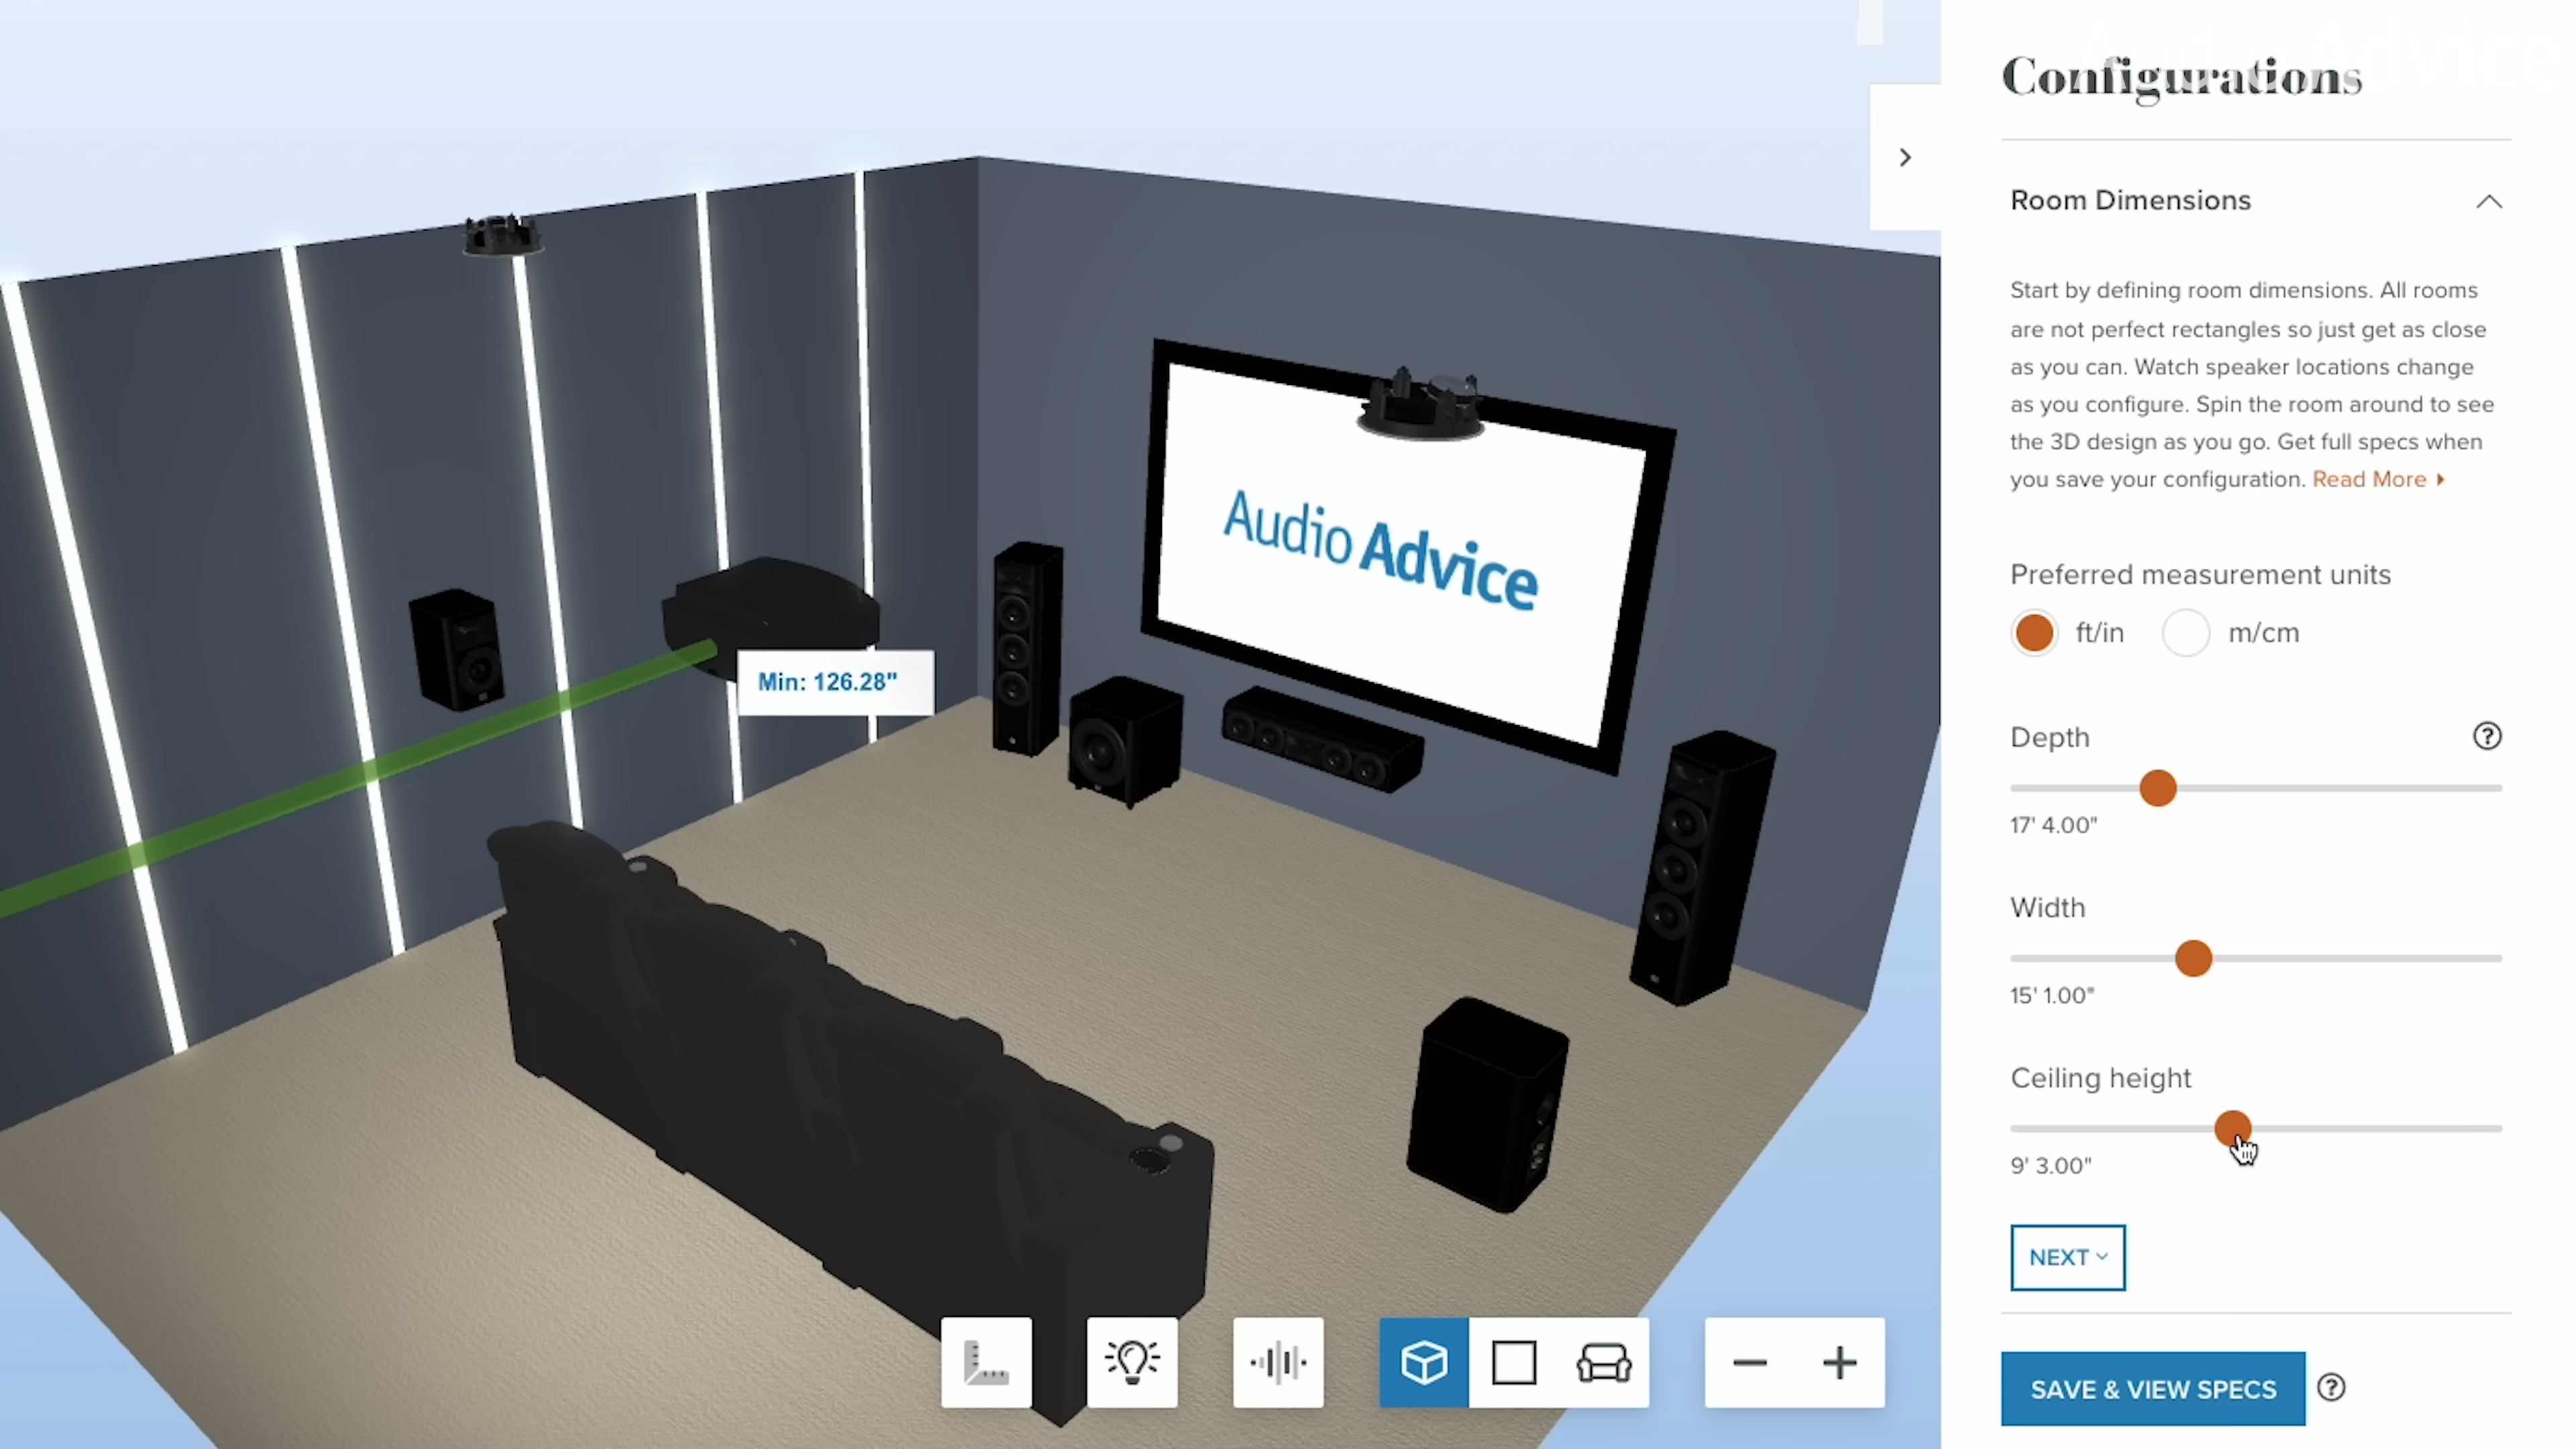 Configurations
Room Dimensions
Start by defining room dimensions. All rooms
are not perfect rectangles so just get as close
as you can. Watch speaker locations change
as you configure. Spin the room around to see
the 3D design as you go. Get full specs when
you save your configuration. Read More
Preferred measurement units
ft/in m/cm
Depth
17' 4.00"
Width
15' 1.00"
Ceiling height
9' 3.00"
NEXT
SAVE & VIEW SPECS
Audio Advice
Min: 126.28"